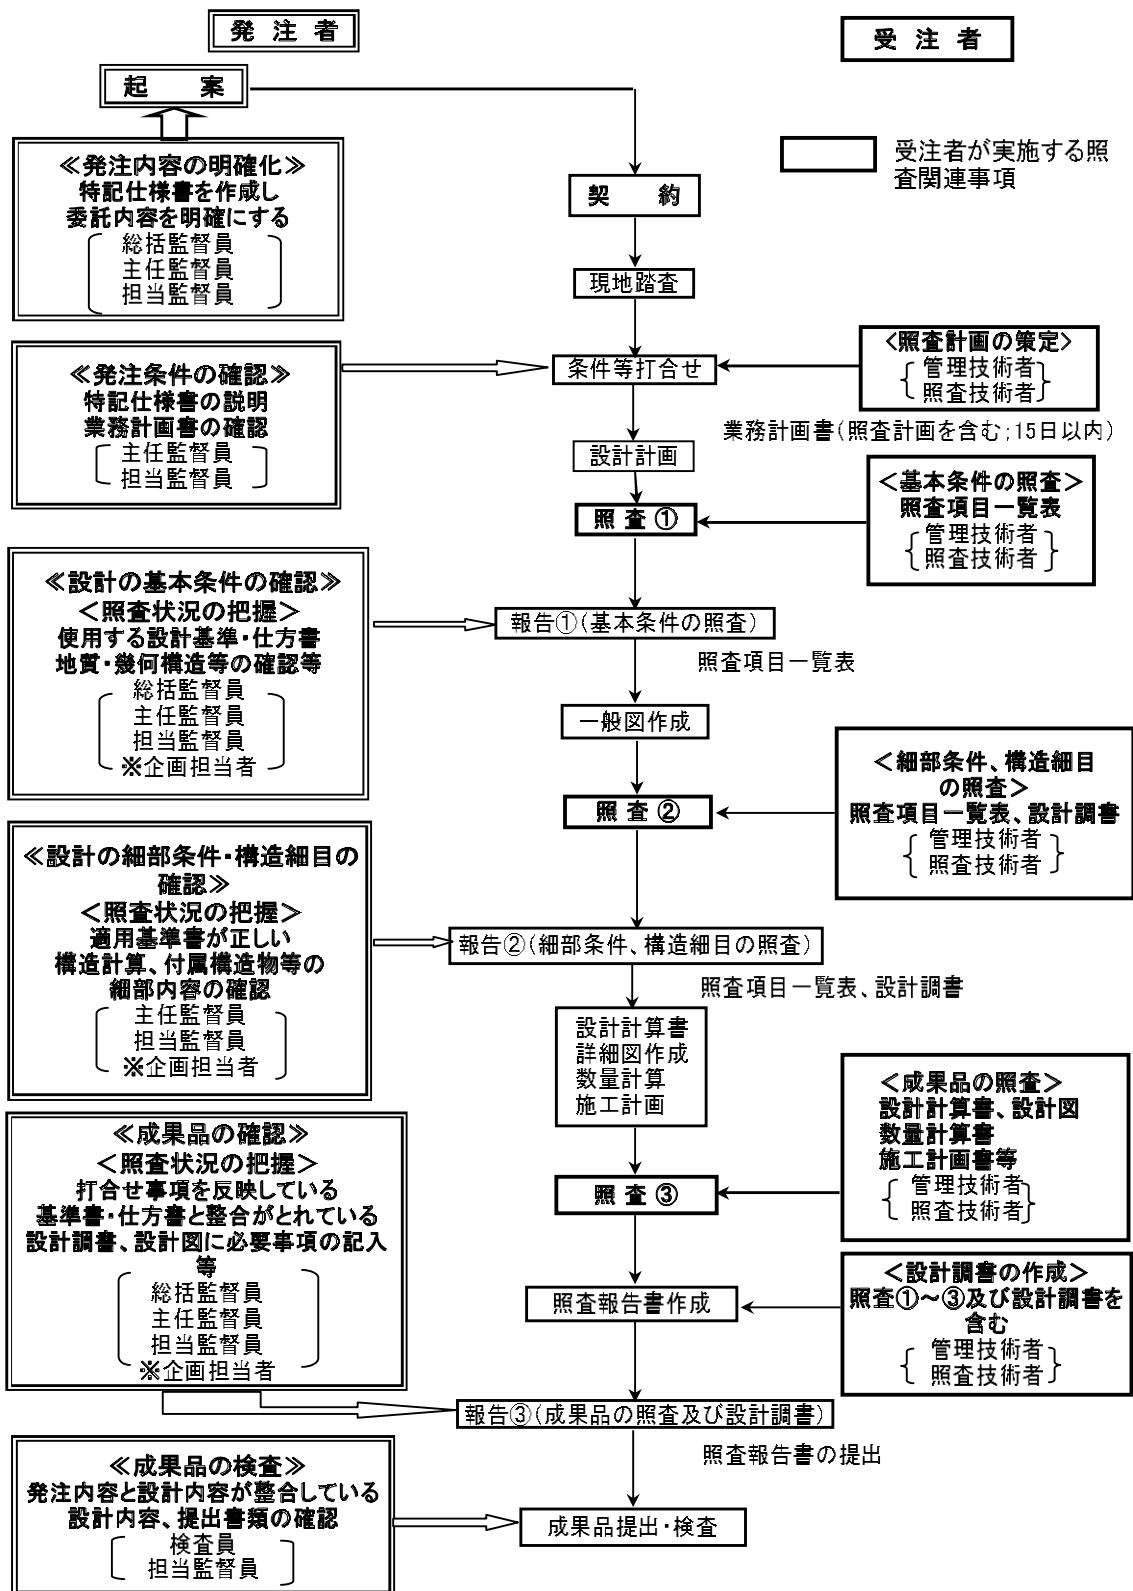 発 注 者
受 注 者
起 案
≪発注内容の明確化≫
特記仕様書を作成し
委託内容を明確にする
総括監督員
主任監督員
担当監督員
受注者が実施する照
査関連事項
契 約
現地踏査
≪発注条件の確認≫
特記仕様書の説明
業務計画書の確認
主任監督員
担当監督員
条件等打合せ
<照査計画の策定>
管理技術者
照査技術者
業務計画書(照査計画を含む;15日以内)
設計計画
照 査 ①
<基本条件の照査>
照査項目一覧表
管理技術者
照査技術者
≪設計の基本条件の確認≫
<照査状況の把握>
使用する設計基準・仕方書
地質・幾何構造等の確認等
総括監督員
主任監督員
担当監督員
※企画担当者
報告①(基本条件の照査)
照査項目一覧表
一般図作成
照 査 ②
<細部条件、構造細目
の照査>
照査項目一覧表、設計調書
管理技術者
照査技術者
≪設計の細部条件・構造細目の
確認≫
<照査状況の把握>
適用基準書が正しい
構造計算、付属構造物等の
細部内容の確認
主任監督員
担当監督員
※企画担当者
報告②(細部条件、構造細目の照査)
照査項目一覧表、設計調書
設計計算書
詳細図作成
数量計算
施工計画
<成果品の照査>
設計計算書、設計図
数量計算書
施工計画書等
管理技術者
照査技術者
≪成果品の確認≫
<照査状況の把握>
打合せ事項を反映している
基準書・仕方書と整合がとれている
設計調書、設計図に必要事項の記入
等
総括監督員
主任監督員
担当監督員
※企画担当者
照 査 ③
照査報告書作成
<設計調書の作成>
照査①~③及び設計調書を
含む
管理技術者
照査技術者
報告③(成果品の照査及び設計調書)
照査報告書の提出
≪成果品の検査≫
発注内容と設計内容が整合している
設計内容、提出書類の確認
検査員
担当監督員
成果品提出・検査